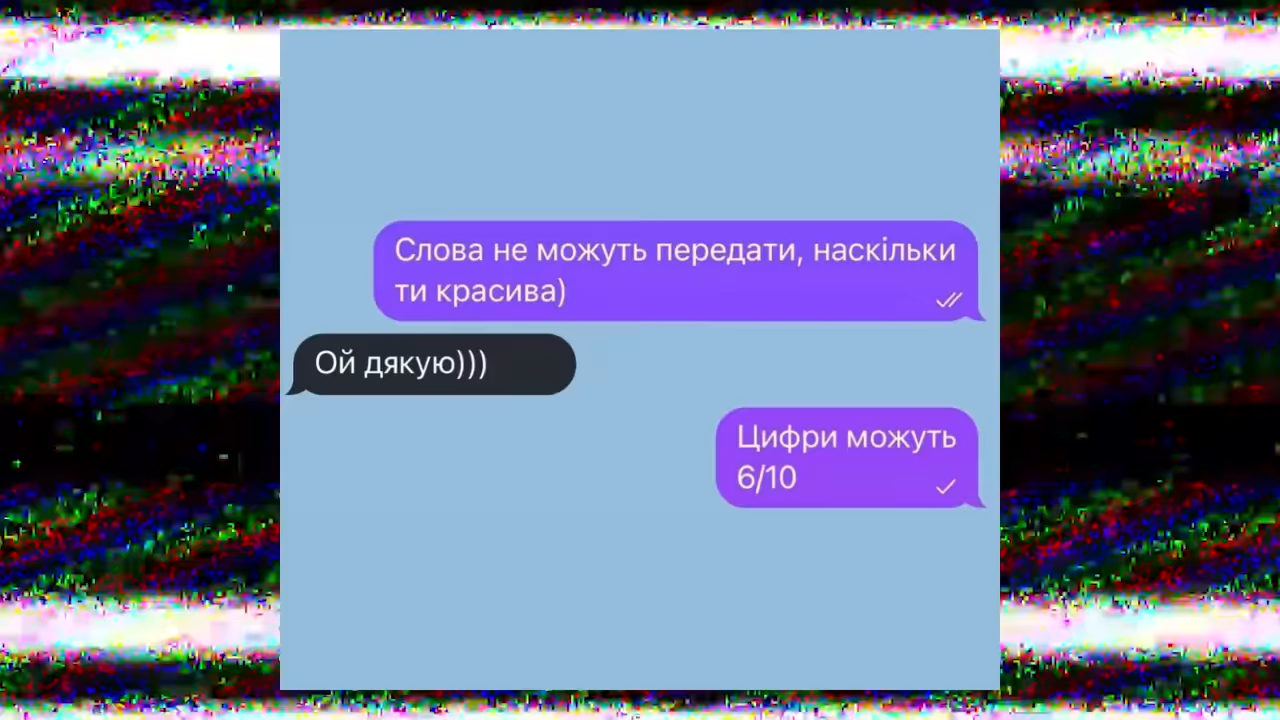 Слова не можуть передати, наскільки
ти красива)
Ой дякую)))
Цифри можуть
6/10